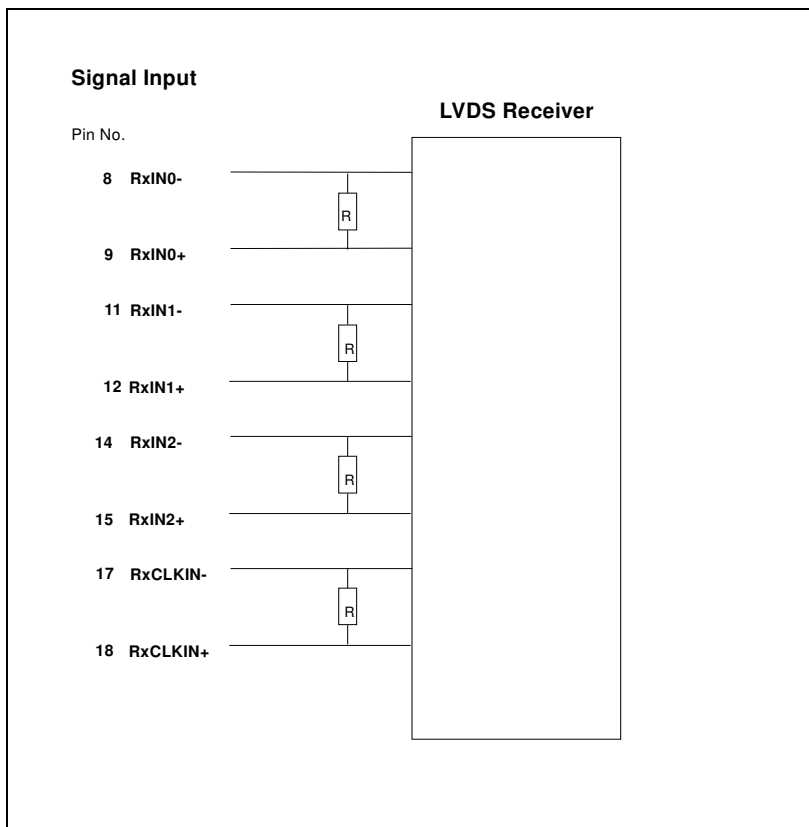 Signal Input
LVDS Receiver
Pin No.
8 RxIN0-
R
9 RxIN0+
11 RxIN1-
R
12 RxIN1+
14 RxIN2-
R
15 RxIN2+
17 RxCLKIN-
R
18 RxCLKIN+